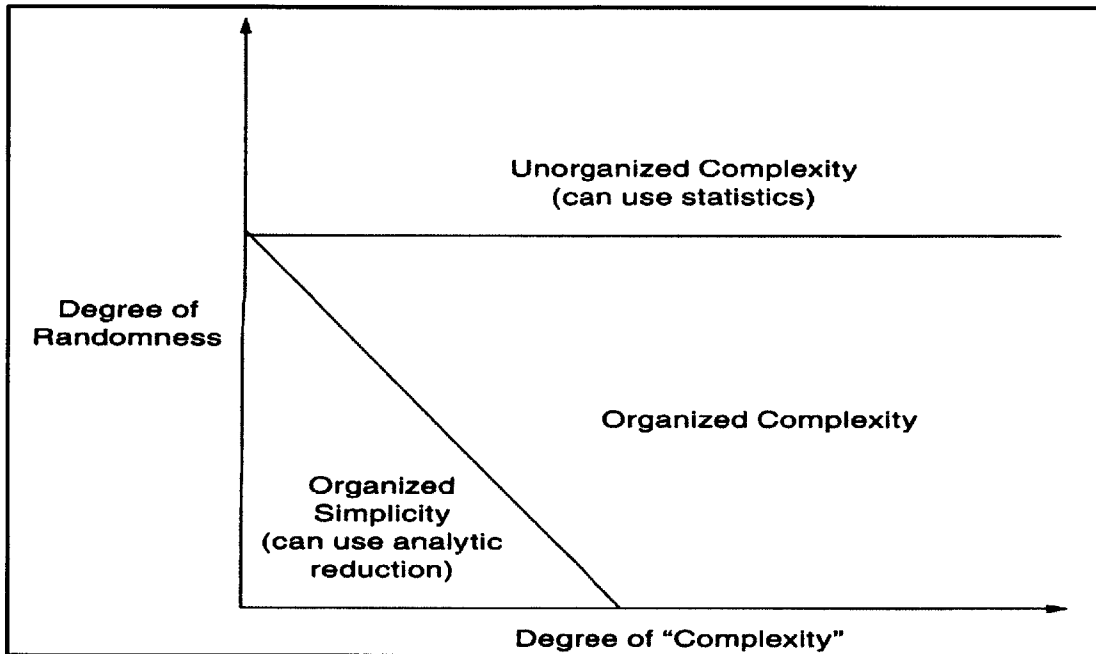 Unorganized Complexity
(can use statistics)
Degree of
Randomness
Organized Complexity
Organized
Simplicity
(can use analytic
reduction)
Degree of "Complexity"